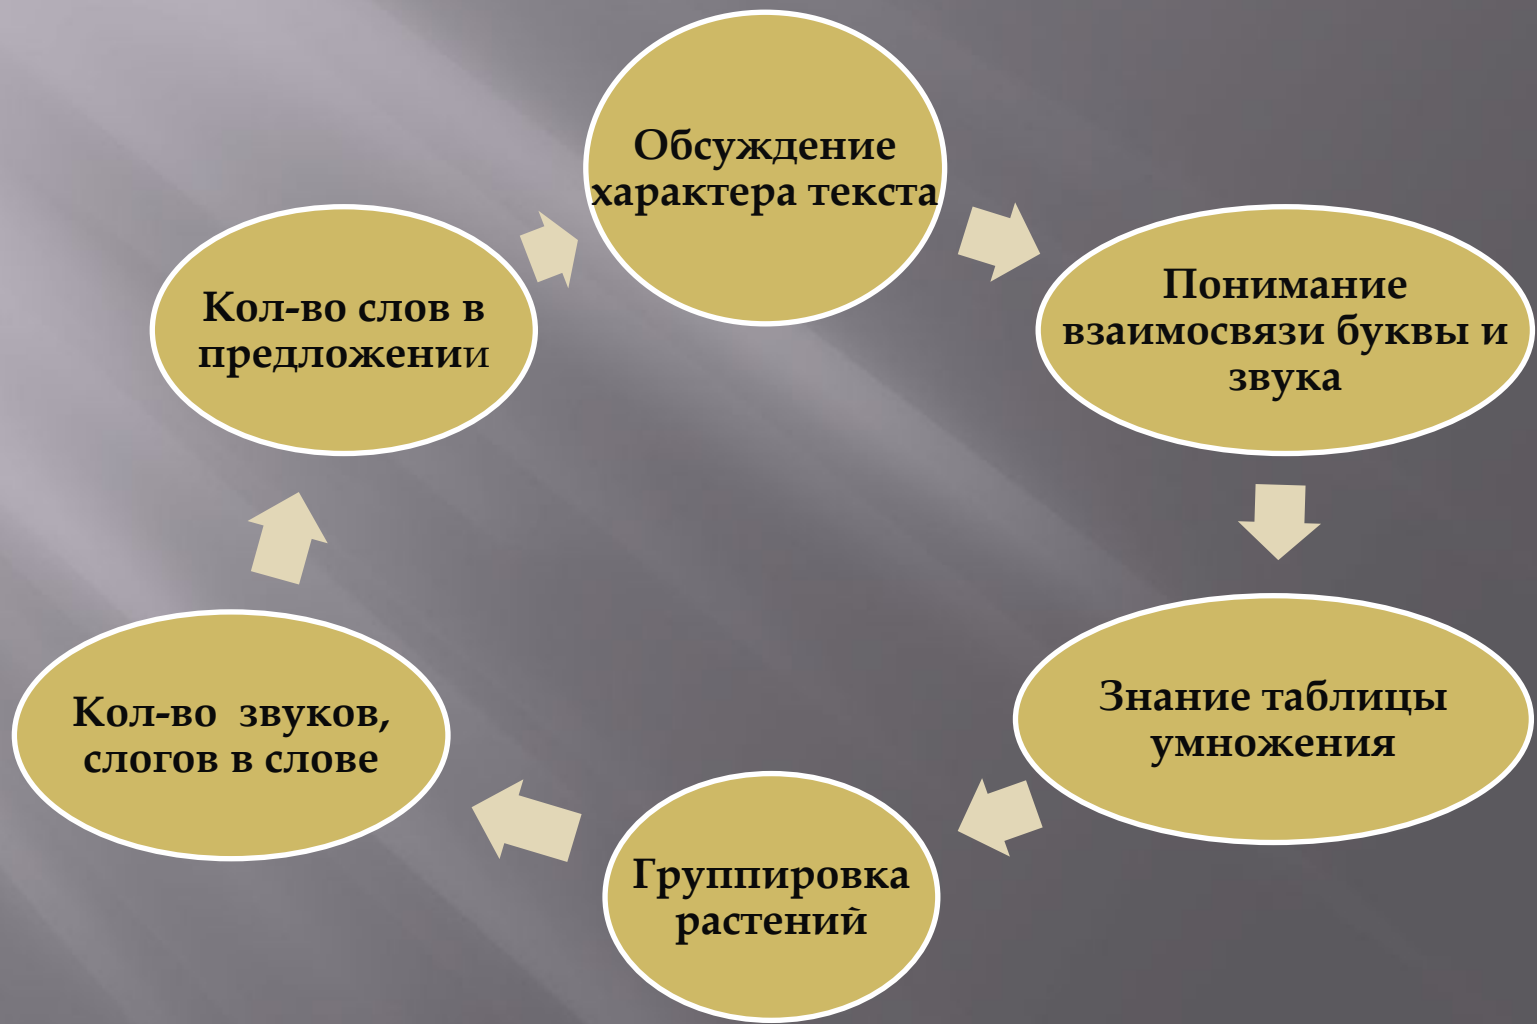 Обсуждение
характера текста
Понимание
взаимосвязи буквы и
звука
Знание таблицы
умножения
Группировка
растений
Кол-во звуков,
слогов в слове
Кол-во слов в
предложении